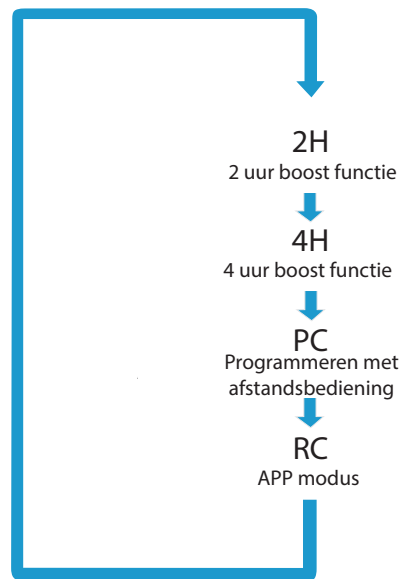 2H
2 uur boost functie
4H
4 uur boost functie
PC
Programmeren met
afstandsbediening
RC
APP modus